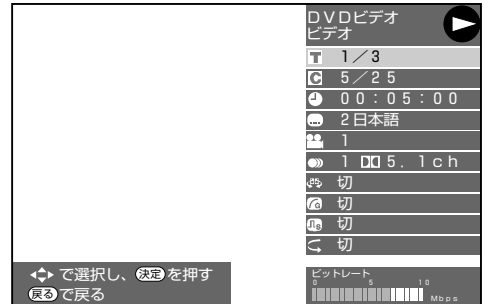 DVDビデオ
ビデオ
T 1／3
C 5／25
00：05：00
2日本語
1
1 DD5．1ch
切
切
切
切
で選択し、決定を押す
戻るで戻る
ビットレート
0 5 10
Mbps